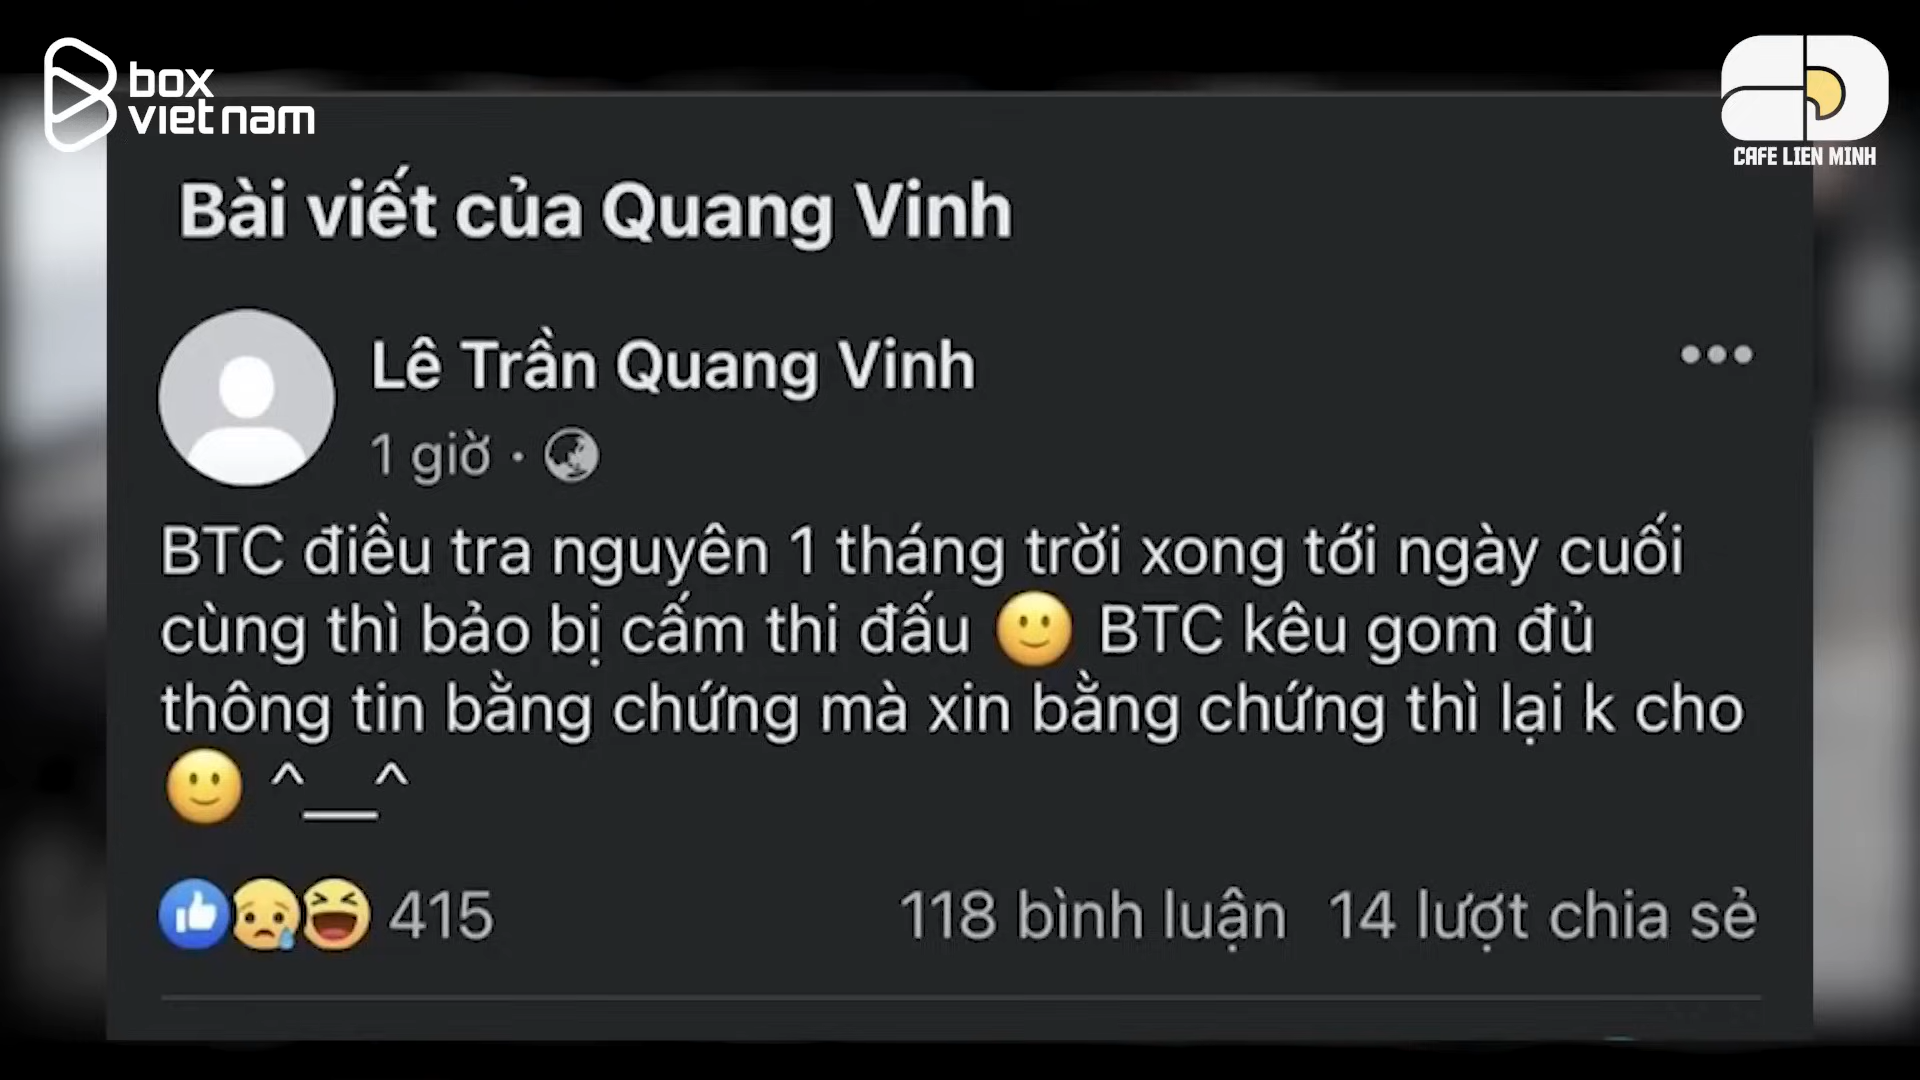 box
viet nam
CAFE LIEN MINH
Bài viết của Quang Vinh
Lê Trần Quang Vinh
1 giờ ·
BTC điều tra nguyên 1 tháng trời xong tới ngày cuối
cùng thì bảo bị cấm thi đấu 🙂 BTC kêu gom đủ
thông tin bằng chứng mà xin bằng chứng thì lại k cho
🙂 ^__^
415
118 bình luận 14 lượt chia sẻ